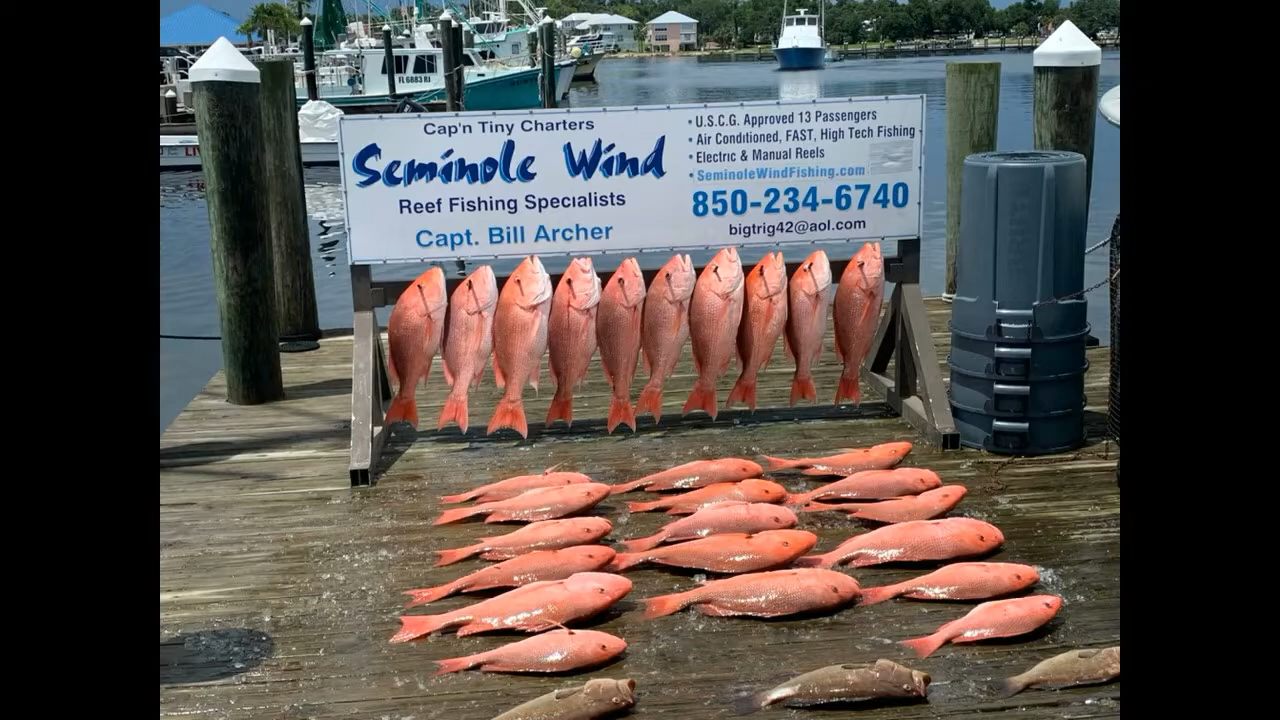 FL 6883 RJ
Cap'n Tiny Charters
Seminole Wind
Reef Fishing Specialists
Capt. Bill Archer
• U.S.C.G. Approved 13 Passengers
• Air Conditioned, FAST, High Tech Fishing
• Electric & Manual Reels
• SeminoleWindFishing.com
850-234-6740
bigtrig42@aol.com